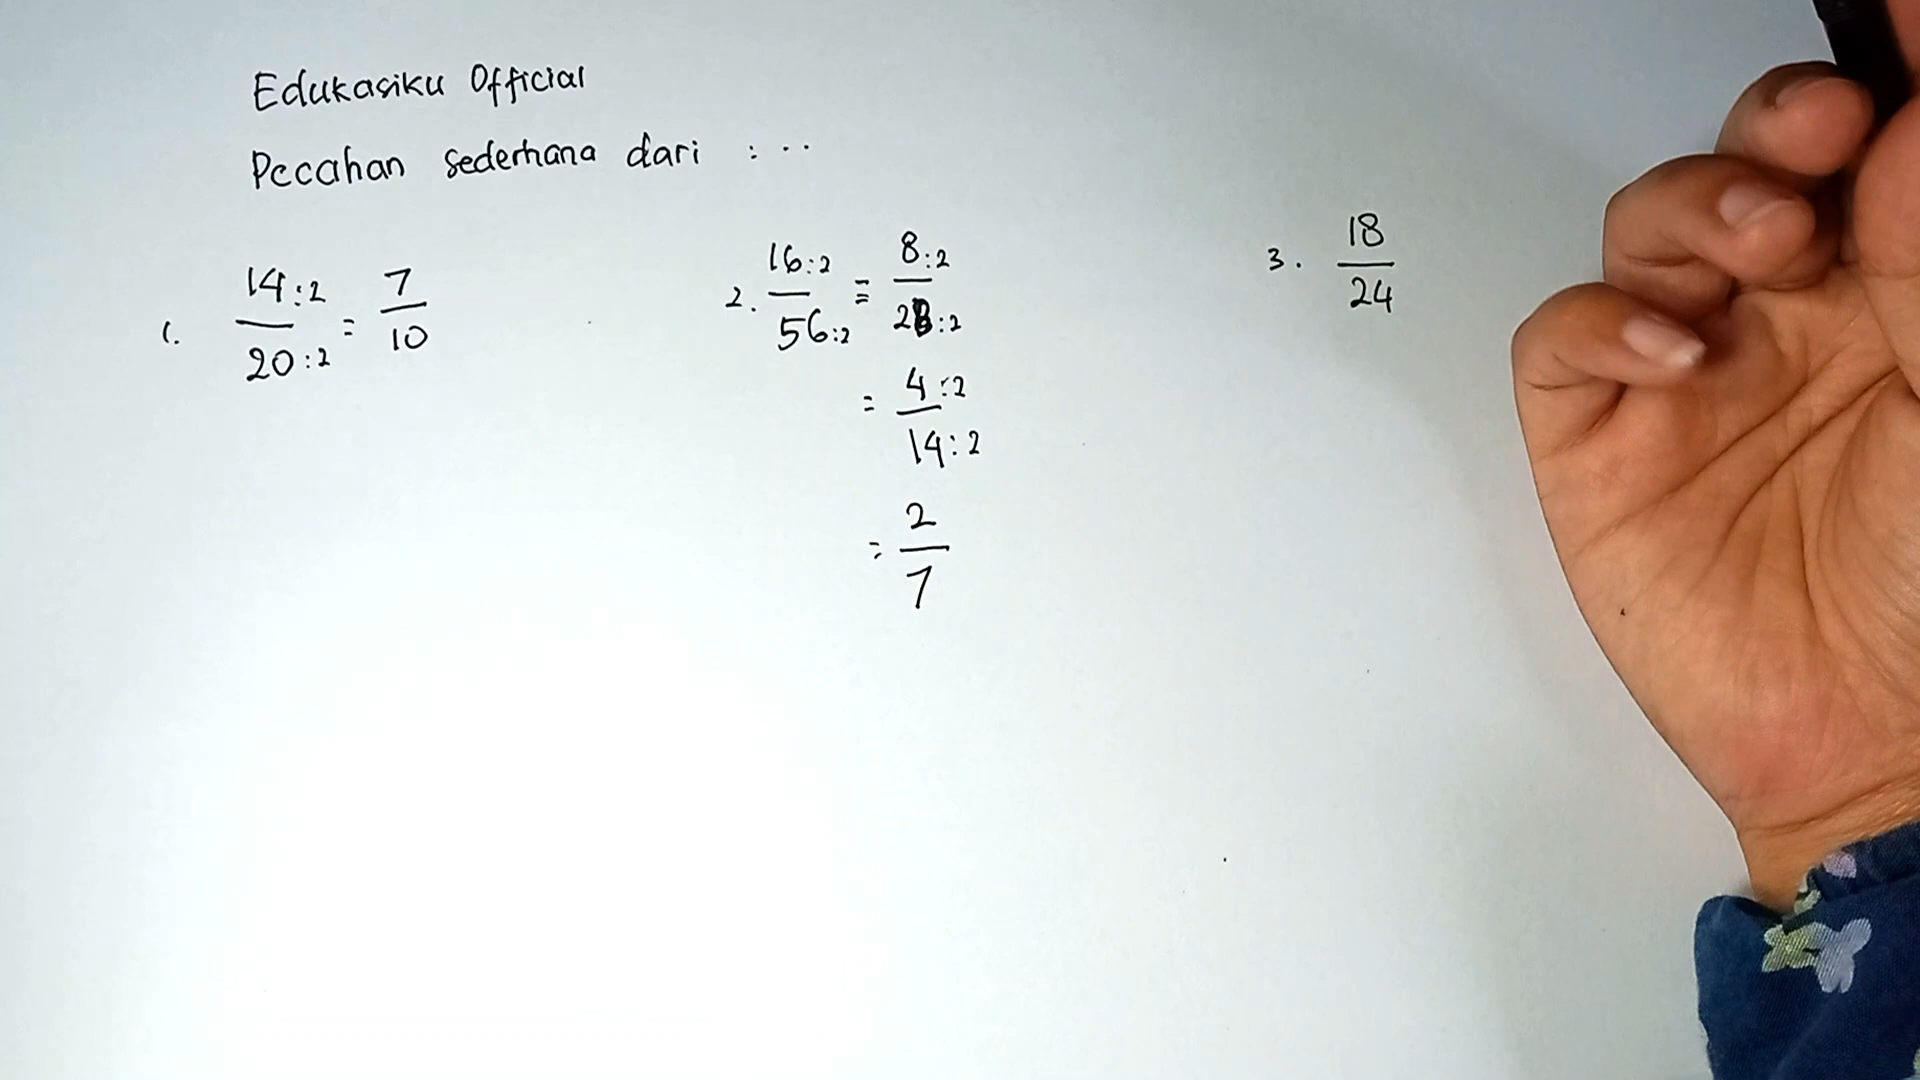 Edukasiku Official
Pecahan sederhana dari : ..
1. 14:2/20:2 = 7/10
2. 16:2/56:2 = 8:2/28:2
= 4:2/14:2
= 2/7
3. 18/24